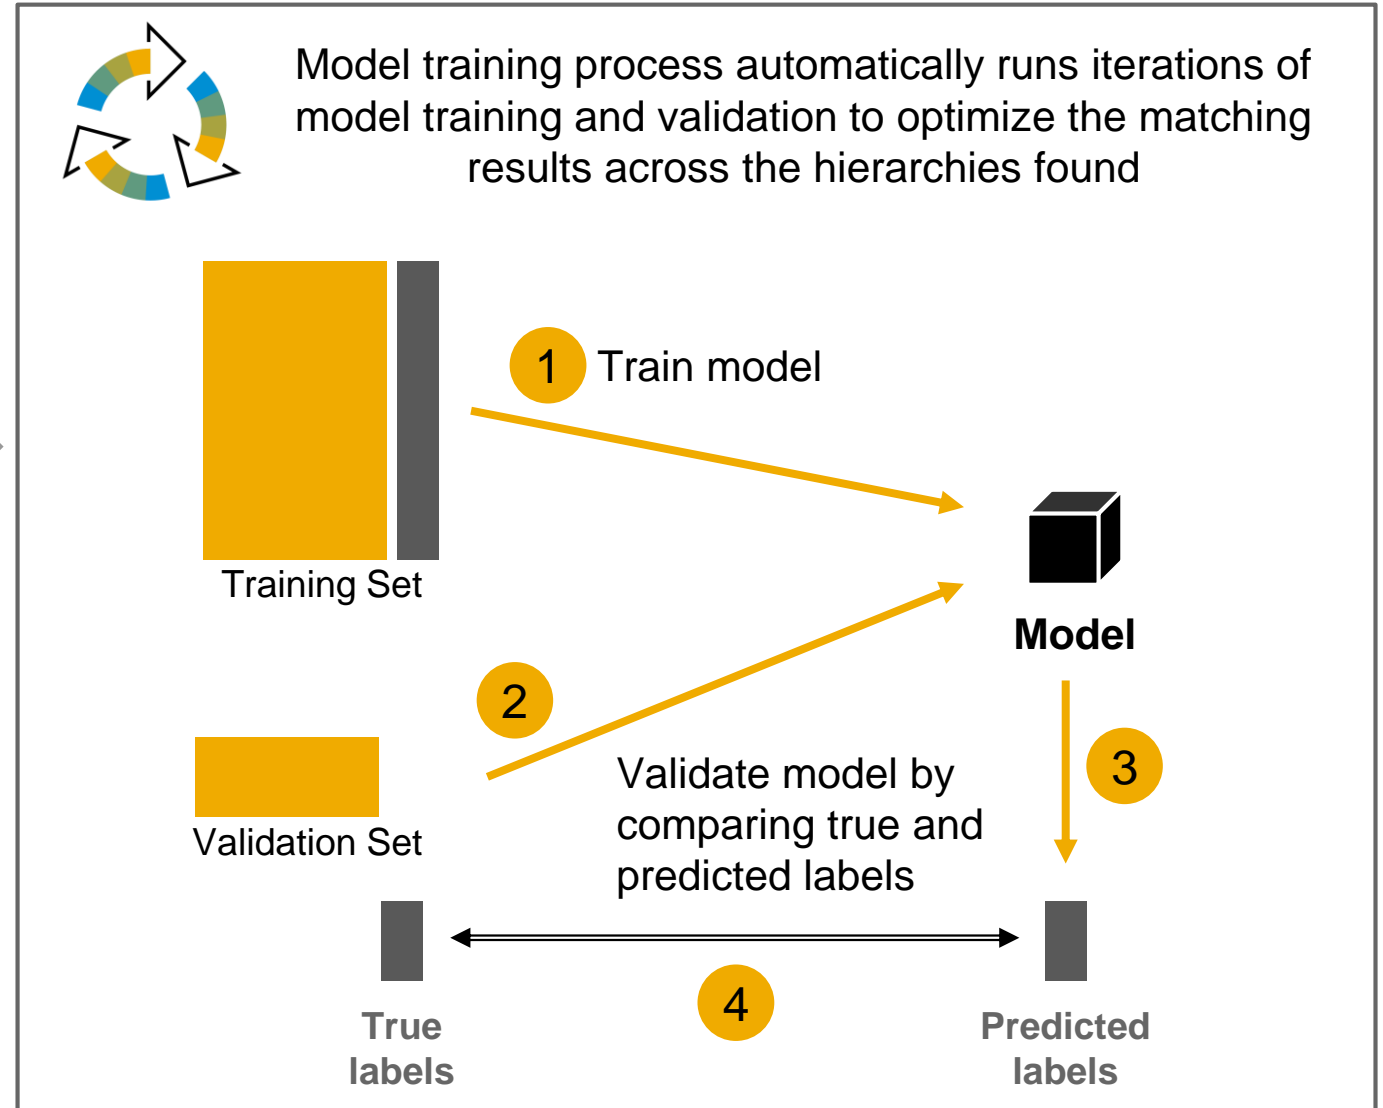 Model training process automatically runs iterations of
model training and validation to optimize the matching
results across the hierarchies found
1 Train model
Training Set
Model
2
3
Validate model by
comparing true and
predicted labels
Validation Set
4
True
labels
Predicted
labels